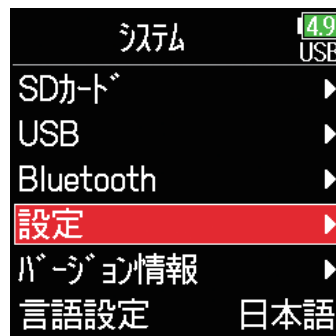 システム
4.9
USB
SDカード
USB
Bluetooth
設定
バージョン情報
言語設定 日本語